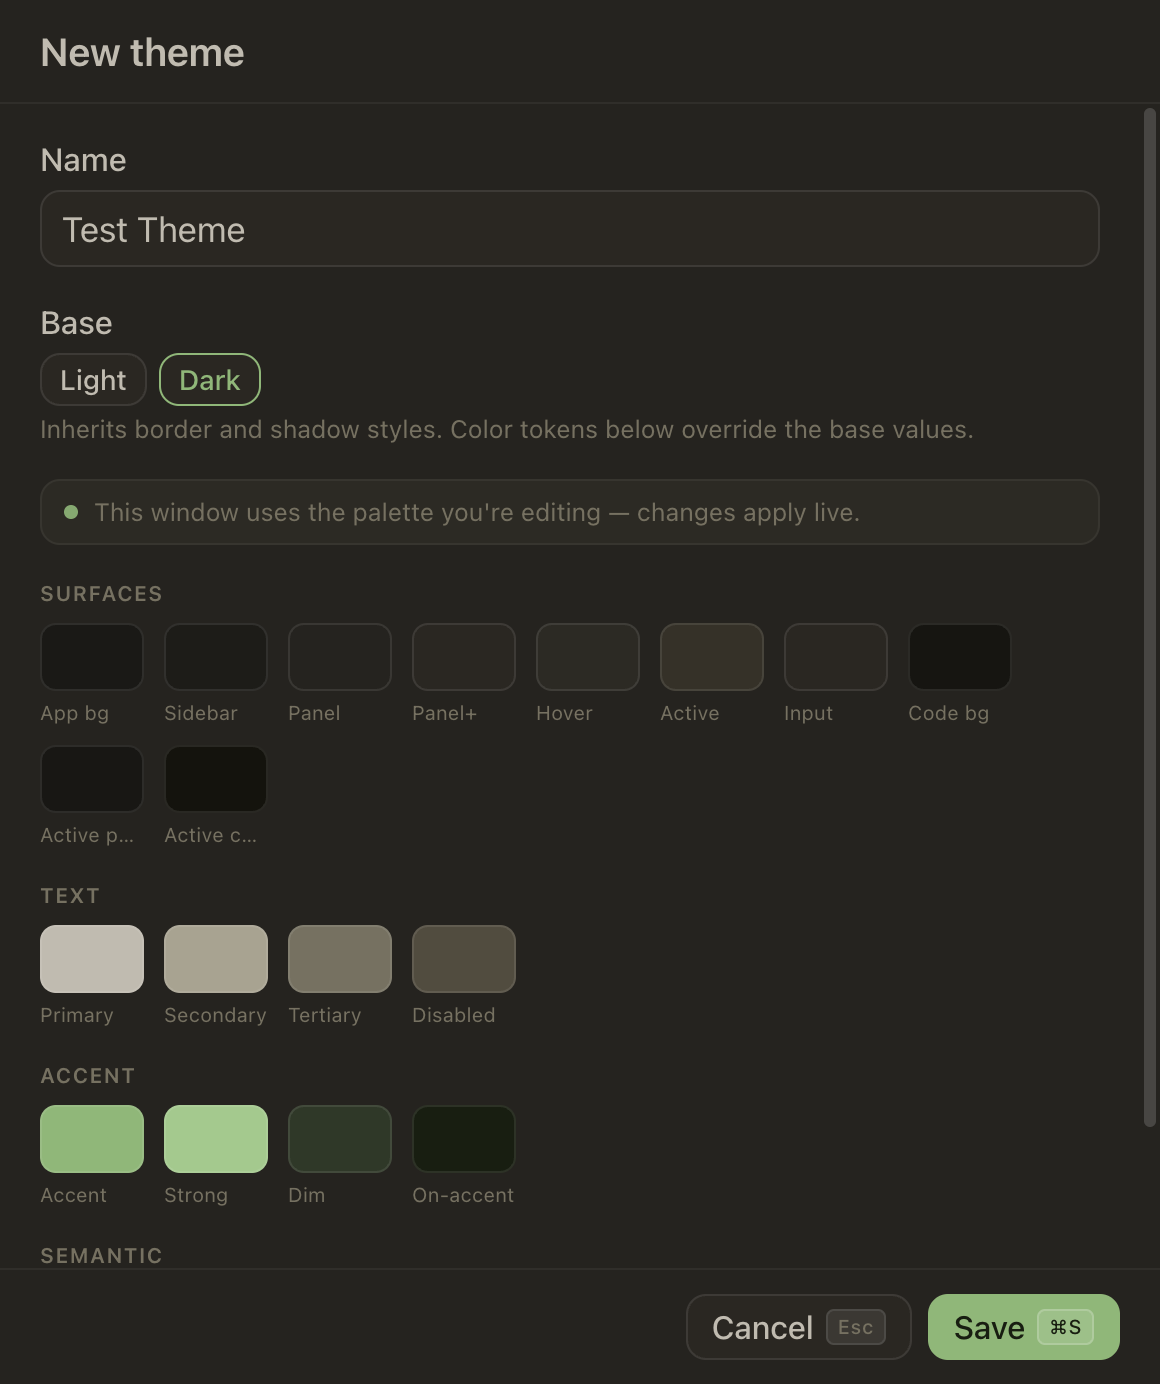 New theme
Name
Test Theme
Base
Light Dark
Inherits border and shadow styles. Color tokens below override the base values.
This window uses the palette you're editing — changes apply live.
SURFACES
App bg Sidebar Panel Panel+ Hover Active Input Code bg
Active p... Active c...
TEXT
Primary Secondary Tertiary Disabled
ACCENT
Accent Strong Dim On-accent
SEMANTIC
Cancel Esc Save ⌘S